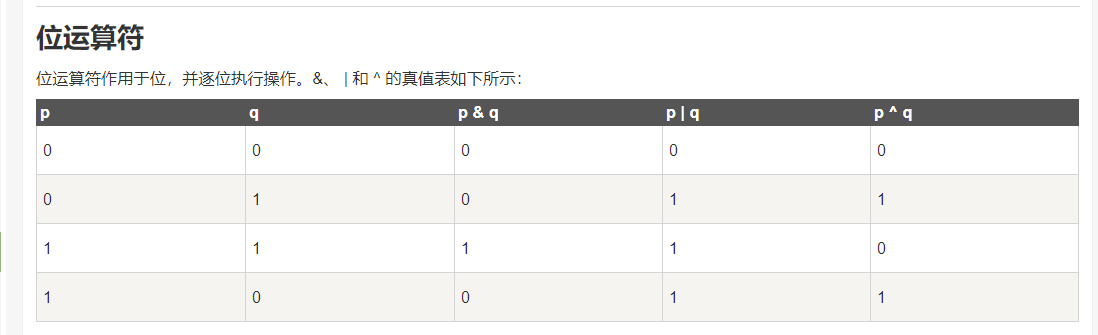 位运算符
位运算符作用于位，并逐位执行操作。&、 | 和 ^ 的真值表如下所示：
p q p & q p | q p ^ q
0 0 0 0 0
0 1 0 1 1
1 1 1 1 0
1 0 0 1 1